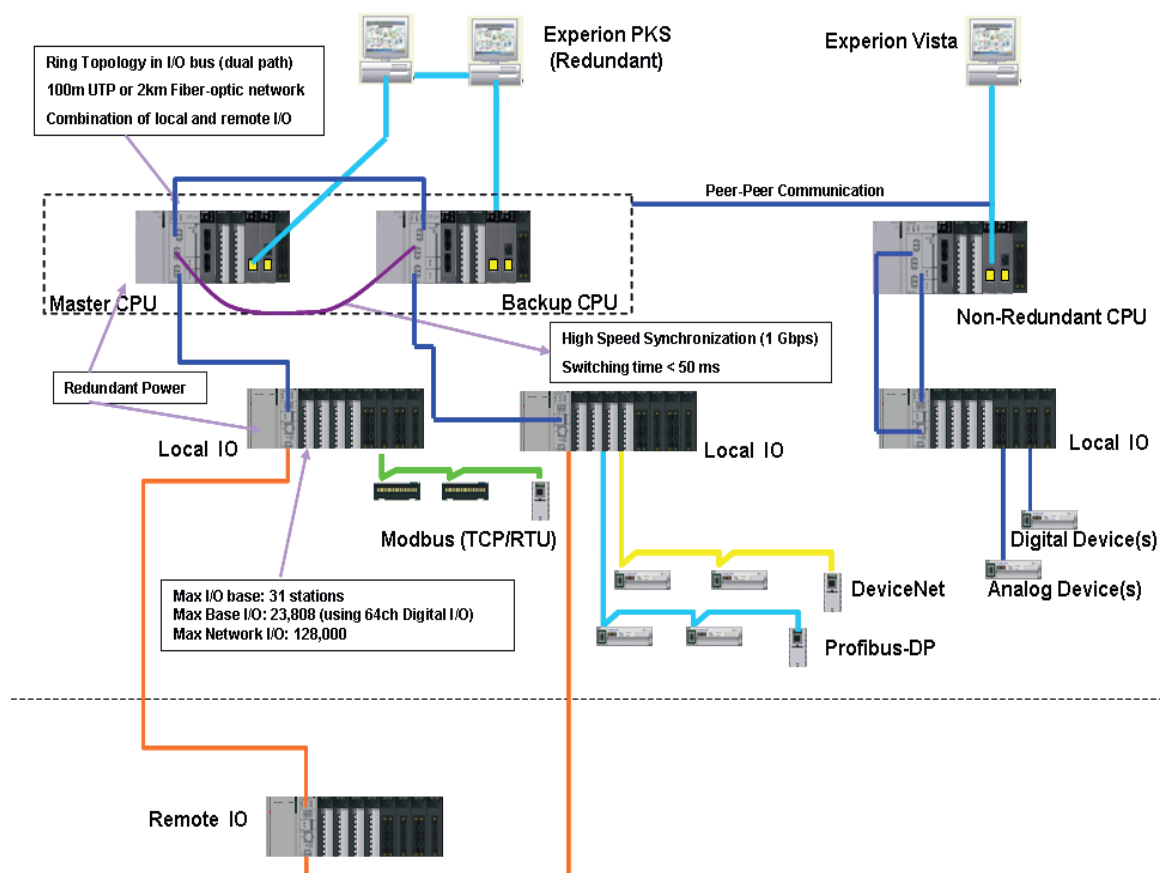 Experion PKS
(Redundant)
Experion Vista
Ring Topology in I/O bus (dual path)
100m UTP or 2km Fiber-optic network
Combination of local and remote I/O
Peer-Peer Communication
Master CPU
Backup CPU
Non-Redundant CPU
High Speed Synchronization (1 Gbps)
Switching time < 50 ms
Redundant Power
Local IO
Local IO
Local IO
Modbus (TCP/RTU)
Digital Device(s)
Analog Device(s)
DeviceNet
Max I/O base: 31 stations
Max Base I/O: 23,808 (using 64ch Digital I/O)
Max Network I/O: 128,000
Profibus-DP
Remote IO